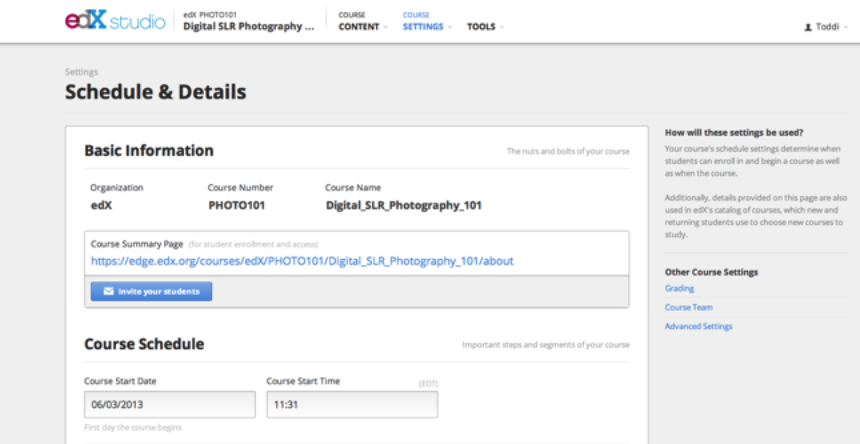 edX studio
edX PHOTO101
Digital SLR Photography ...
COURSE
CONTENT
COURSE
SETTINGS
TOOLS
Toddi
Settings
Schedule & Details
Basic Information
The nuts and bolts of your course
Organization
edX
Course Number
PHOTO101
Course Name
Digital_SLR_Photography_101
Course Summary Page (for student enrollment and access)
https://edge.edx.org/courses/edX/PHOTO101/Digital_SLR_Photography_101/about
Invite your students
Course Schedule
Important steps and segments of your course
Course Start Date
06/03/2013
First day the course begins
Course Start Time
(EDT)
11:31
How will these settings be used?
Your course's schedule settings determine when
students can enroll in and begin a course as well
as when the course.
Additionally, details provided on this page are also
used in edX's catalog of courses, which new and
returning students use to choose new courses to
study.
Other Course Settings
Grading
Course Team
Advanced Settings